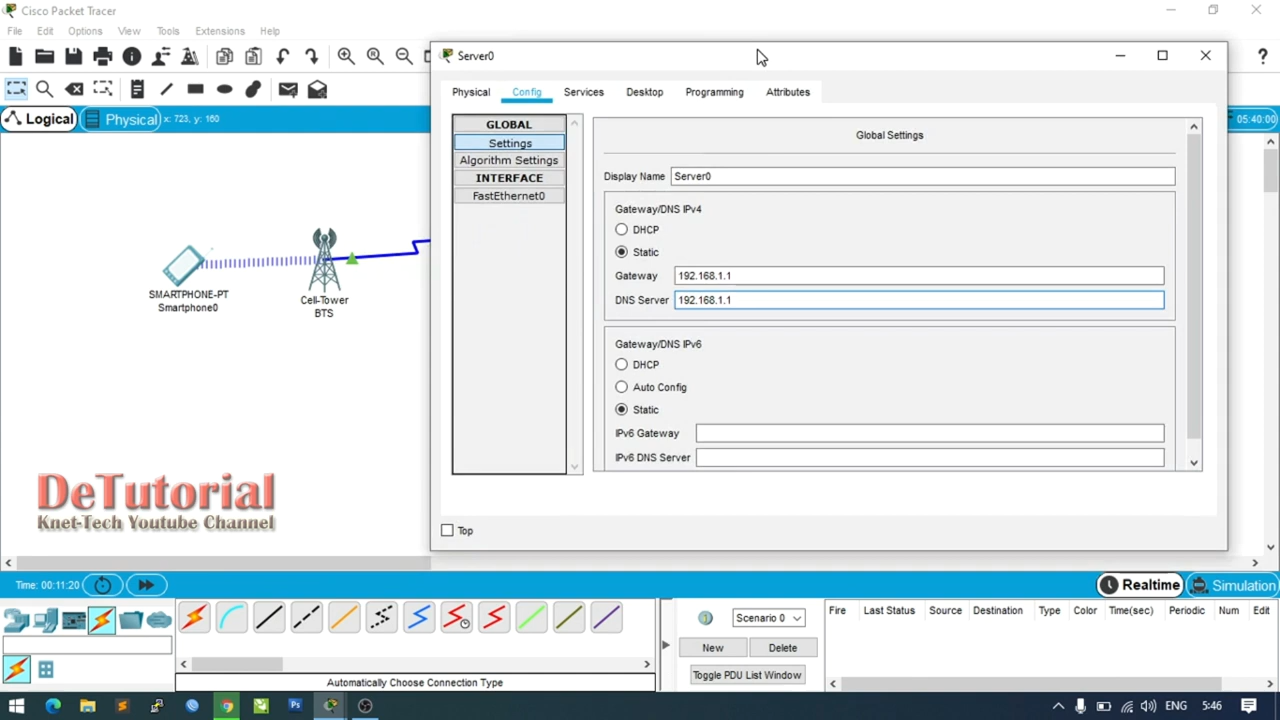 Cisco Packet Tracer
File Edit Options View Tools Extensions Help
Logical Physical x: 723, y: 160 05:40:00
Server0
Physical Config Services Desktop Programming Attributes
GLOBAL
Settings
Algorithm Settings
INTERFACE
FastEthernet0
Global Settings
Display Name Server0
Gateway/DNS IPv4
DHCP
Static
Gateway 192.168.1.1
DNS Server 192.168.1.1
Gateway/DNS IPv6
DHCP
Auto Config
Static
IPv6 Gateway
IPv6 DNS Server
Top
SMARTPHONE-PT
Smartphone0
Cell-Tower
BTS
DeTutorial
Knet-Tech Youtube Channel
Time: 00:11:20 Realtime Simulation
Scenario 0
New Delete
Toggle PDU List Window
Fire Last Status Source Destination Type Color Time(sec) Periodic Num Edit
Automatically Choose Connection Type
ENG 5:46